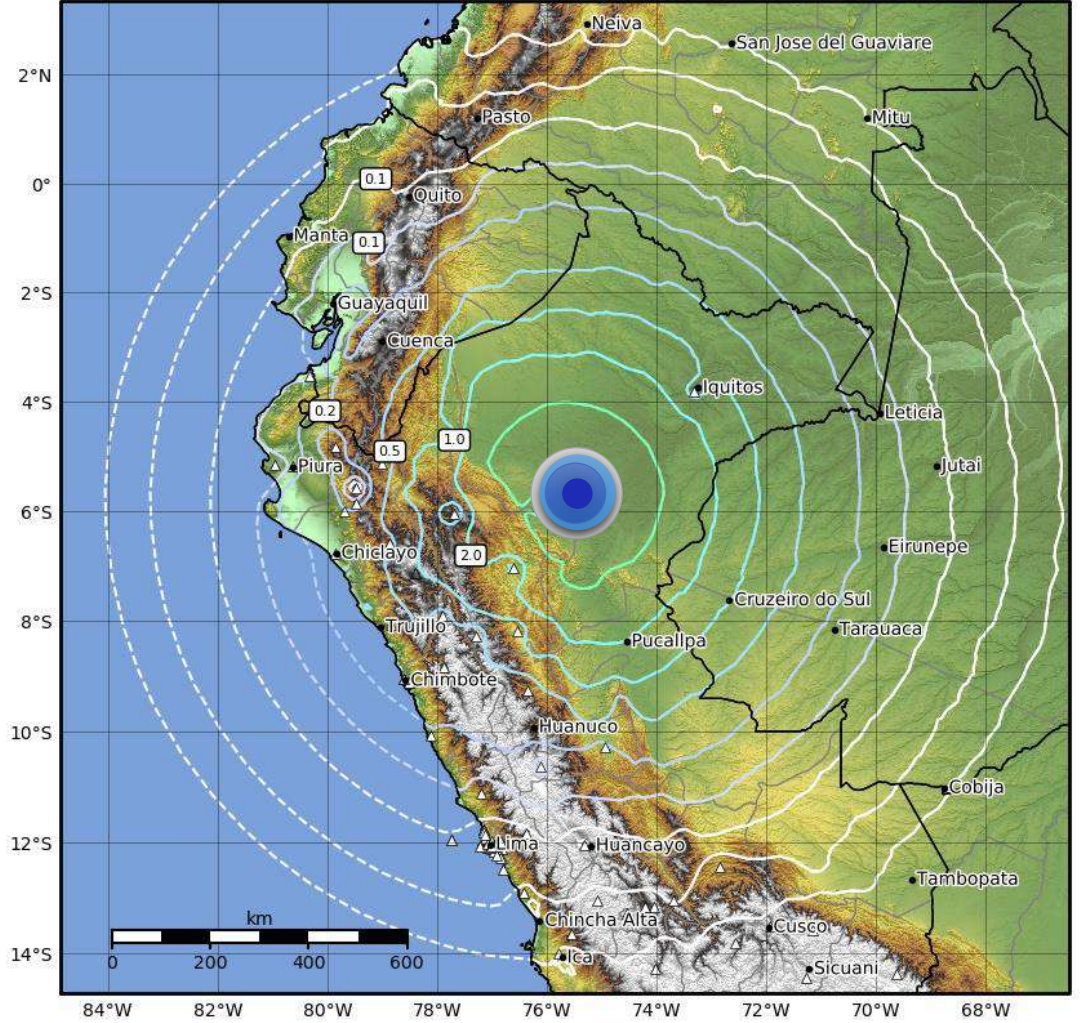 Neiva
San Jose del Guaviare
2°N
Pasto
Mitu
0.1
0°
Quito
Manta
0.1
2°S
Guayaquil
Cuenca
Iquitos
4°S
0.2
Leticia
1.0
0.5
Piura
Jutai
6°S
Chiclayo
2.0
Eirunepe
Cruzeiro do Sul
8°S
Trujillo
Tarauaca
Pucallpa
Chimbote
10°S
Huanuco
Cobija
12°S
Lima
Huancayo
Tambopata
km
Chincha Alta
Cusco
14°S
0 200 400 600
Ica
Sicuani
84°W 82°W 80°W 78°W 76°W 74°W 72°W 70°W 68°W